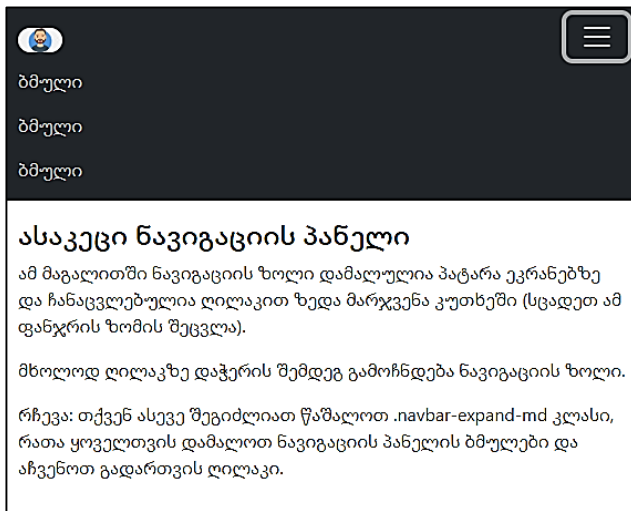 ბმული
ბმული
ბმული
ასაკეცი ნავიგაციის პანელი
ამ მაგალითში ნავიგაციის ზოლი დამალულია პატარა ეკრანებზე
და ჩანაცვლებულია ღილაკით ზედა მარჯვენა კუთხეში (სცადეთ ამ
ფანჯრის ზომის შეცვლა).
მხოლოდ ღილაკზე დაჭერის შემდეგ გამოჩნდება ნავიგაციის ზოლი.
რჩევა: თქვენ ასევე შეგიძლიათ წაშალოთ .navbar-expand-md კლასი,
რათა ყოველთვის დამალოთ ნავიგაციის პანელის ბმულები და
აჩვენოთ გადართვის ღილაკი.